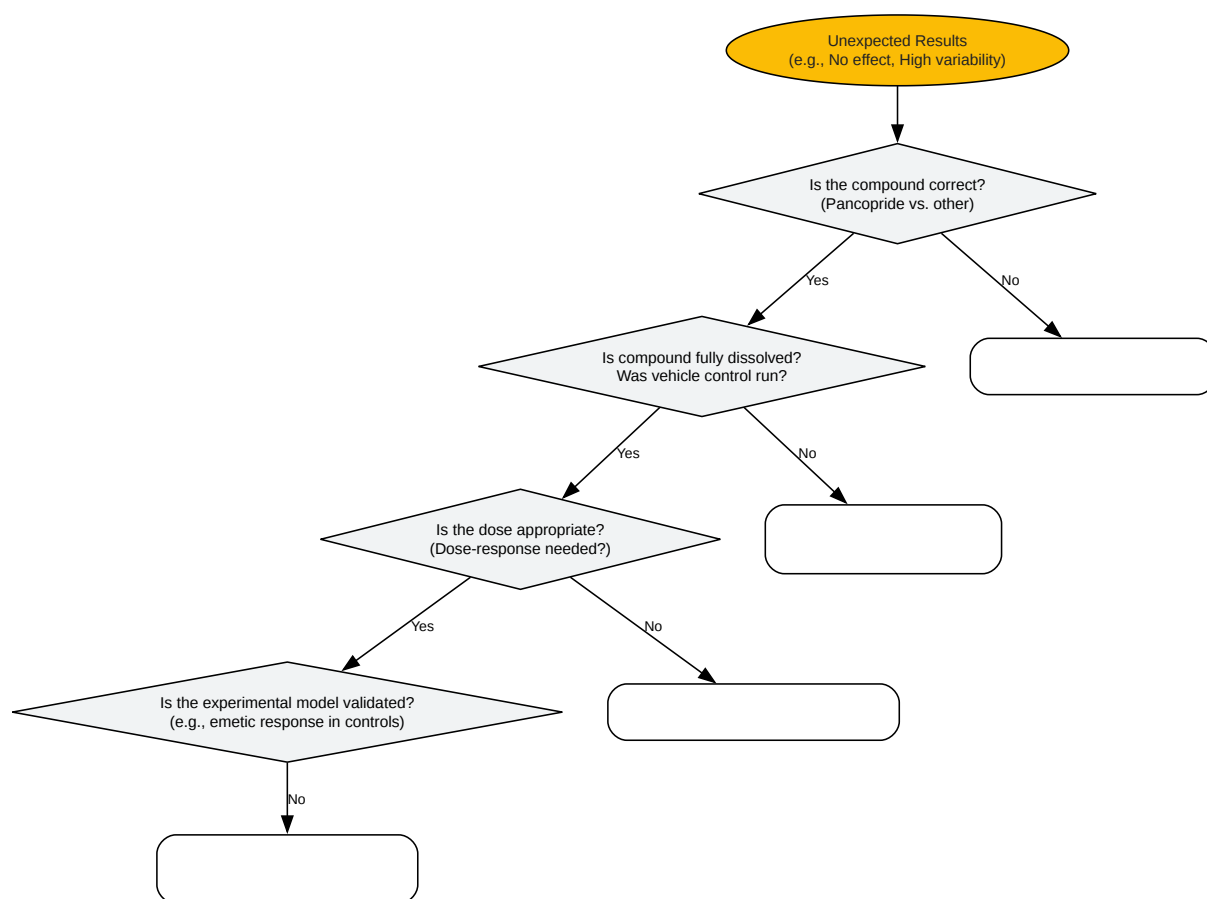 Unexpected Results
(e.g., No effect, High variability)
Is the compound correct?
(Pancopride vs. other)
Yes
No
Is compound fully dissolved?
Was vehicle control run?
Yes
No
Is the dose appropriate?
(Dose-response needed?)
Yes
No
Is the experimental model validated?
(e.g., emetic response in controls)
No